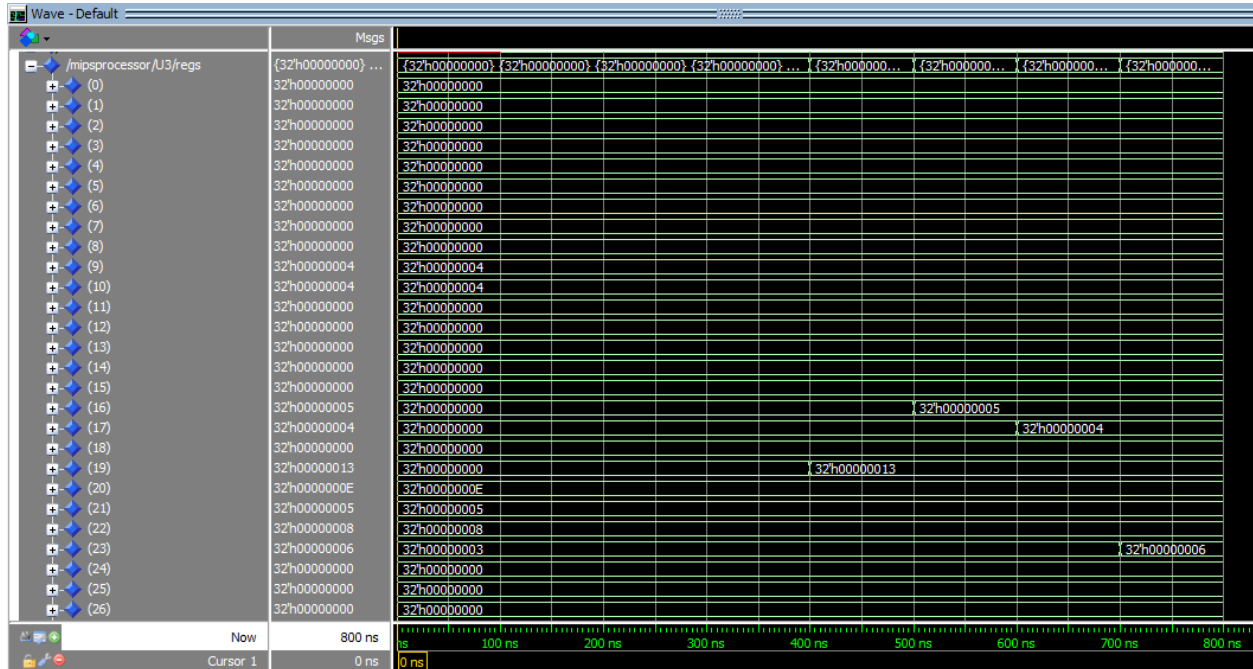 Wave - Default
Msgs
/mipsprocessor/U3/regs {32'h00000000} ... {32'h00000000} {32'h00000000} {32'h00000000} {32'h00000000} ... {32'h000000... {32'h000000... {32'h000000... {32'h000000...
(0) 32'h00000000 32'h00000000
(1) 32'h00000000 32'h00000000
(2) 32'h00000000 32'h00000000
(3) 32'h00000000 32'h00000000
(4) 32'h00000000 32'h00000000
(5) 32'h00000000 32'h00000000
(6) 32'h00000000 32'h00000000
(7) 32'h00000000 32'h00000000
(8) 32'h00000000 32'h00000000
(9) 32'h00000004 32'h00000004
(10) 32'h00000004 32'h00000004
(11) 32'h00000000 32'h00000000
(12) 32'h00000000 32'h00000000
(13) 32'h00000000 32'h00000000
(14) 32'h00000000 32'h00000000
(15) 32'h00000000 32'h00000000
(16) 32'h00000005 32'h00000000 32'h00000005
(17) 32'h00000004 32'h00000000 32'h00000004
(18) 32'h00000000 32'h00000000
(19) 32'h00000013 32'h00000000 32'h00000013
(20) 32'h0000000E 32'h0000000E
(21) 32'h00000005 32'h00000005
(22) 32'h00000008 32'h00000008
(23) 32'h00000006 32'h00000003 32'h00000006
(24) 32'h00000000 32'h00000000
(25) 32'h00000000 32'h00000000
(26) 32'h00000000 32'h00000000
Now 800 ns ns 100 ns 200 ns 300 ns 400 ns 500 ns 600 ns 700 ns 800 ns
Cursor 1 0 ns 0 ns